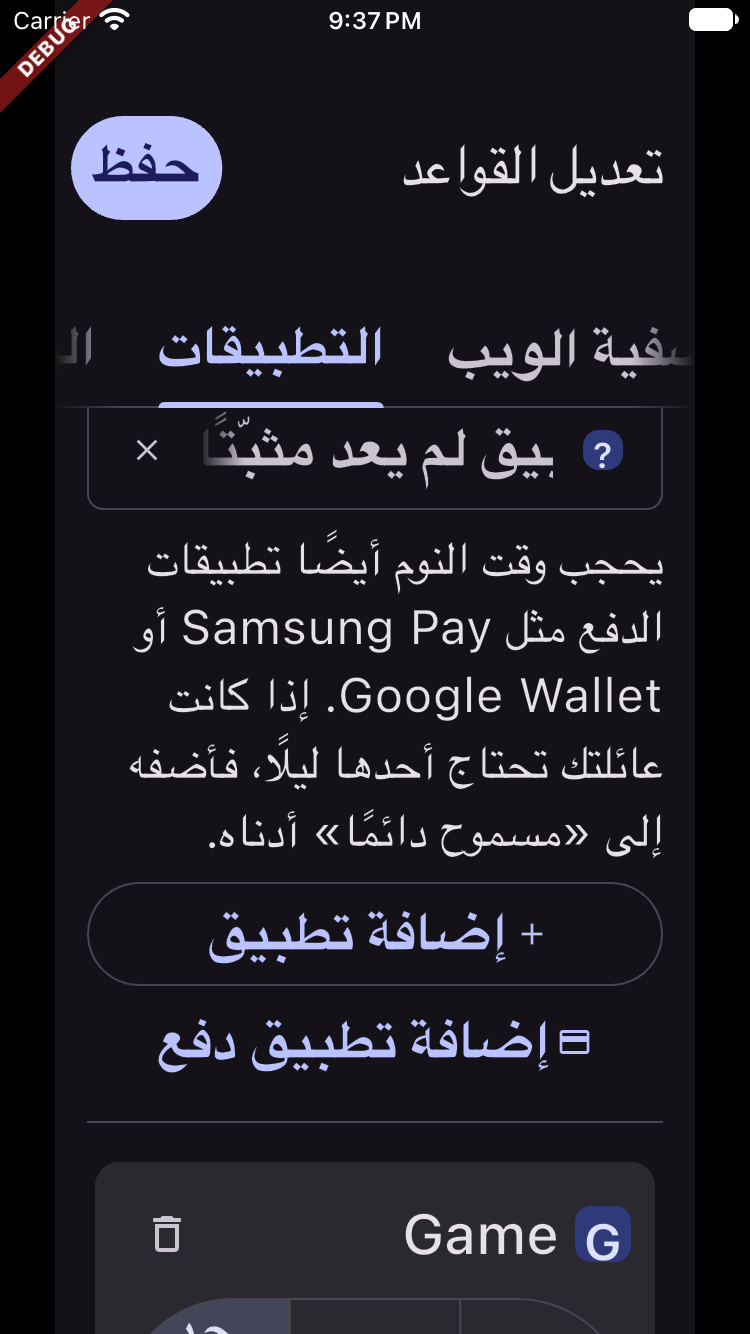 Carrier
9:37 PM
DEBUG
تعديل القواعد
حفظ
الويب
التطبيقات
? لم يعد مثبّتًا
يحجب وقت النوم أيضًا تطبيقات
الدفع مثل Samsung Pay أو
Google Wallet. إذا كانت
عائلتك تحتاج أحدها ليلًا، فأضفه
إلى «مسموح دائمًا» أدناه.
+ إضافة تطبيق
إضافة تطبيق دفع
G Game